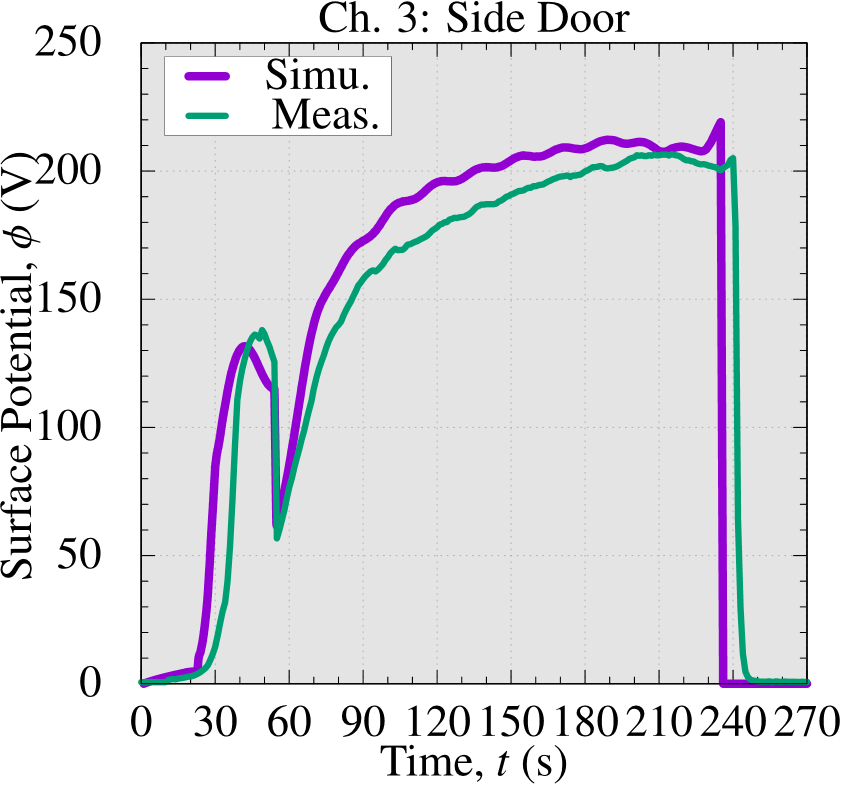 Ch. 3: Side Door
Simu.
Meas.
Surface Potential, ϕ (V)
250
200
150
100
50
0
0 30 60 90 120 150 180 210 240 270
Time, t (s)